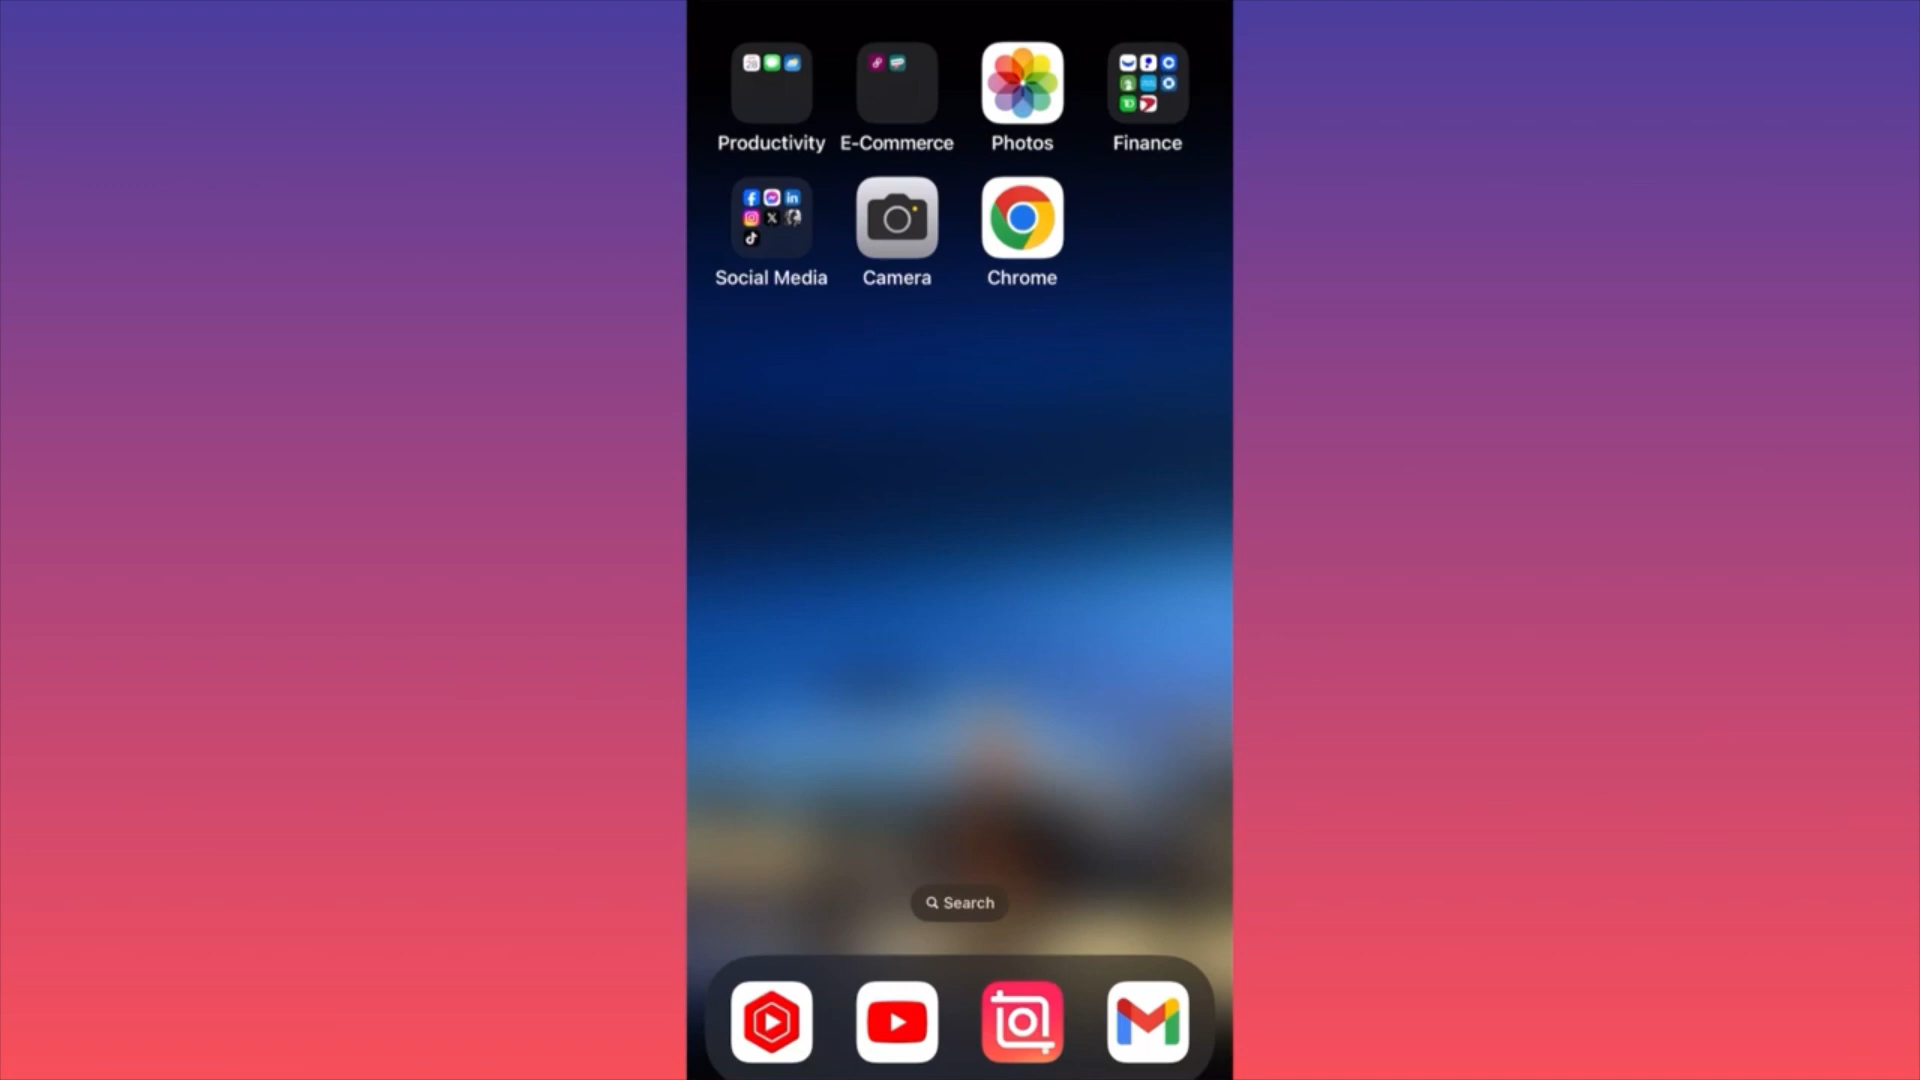 Productivity E-Commerce Photos Finance
Social Media Camera Chrome
Search